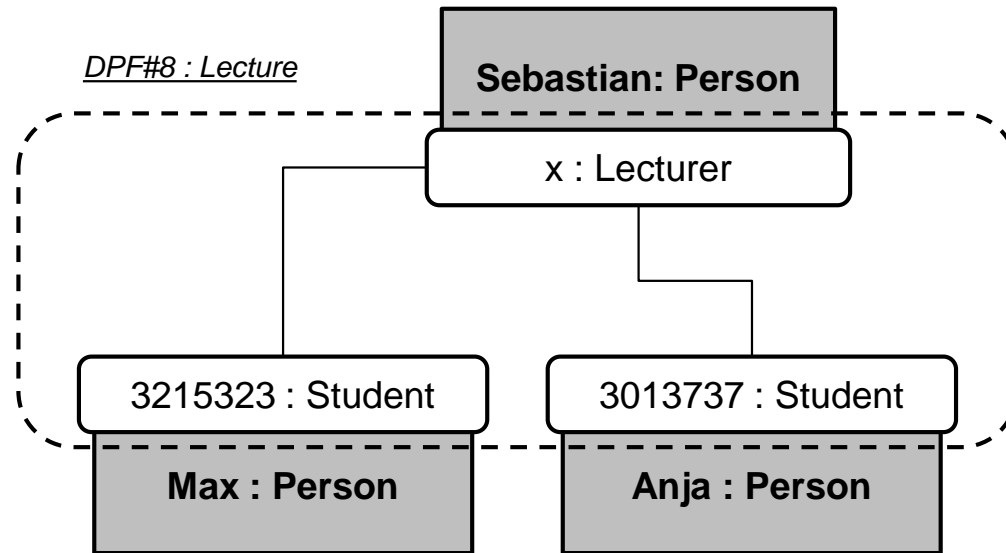 DPF#8 : Lecture
Sebastian: Person
x : Lecturer
3215323 : Student
3013737 : Student
Max : Person
Anja : Person